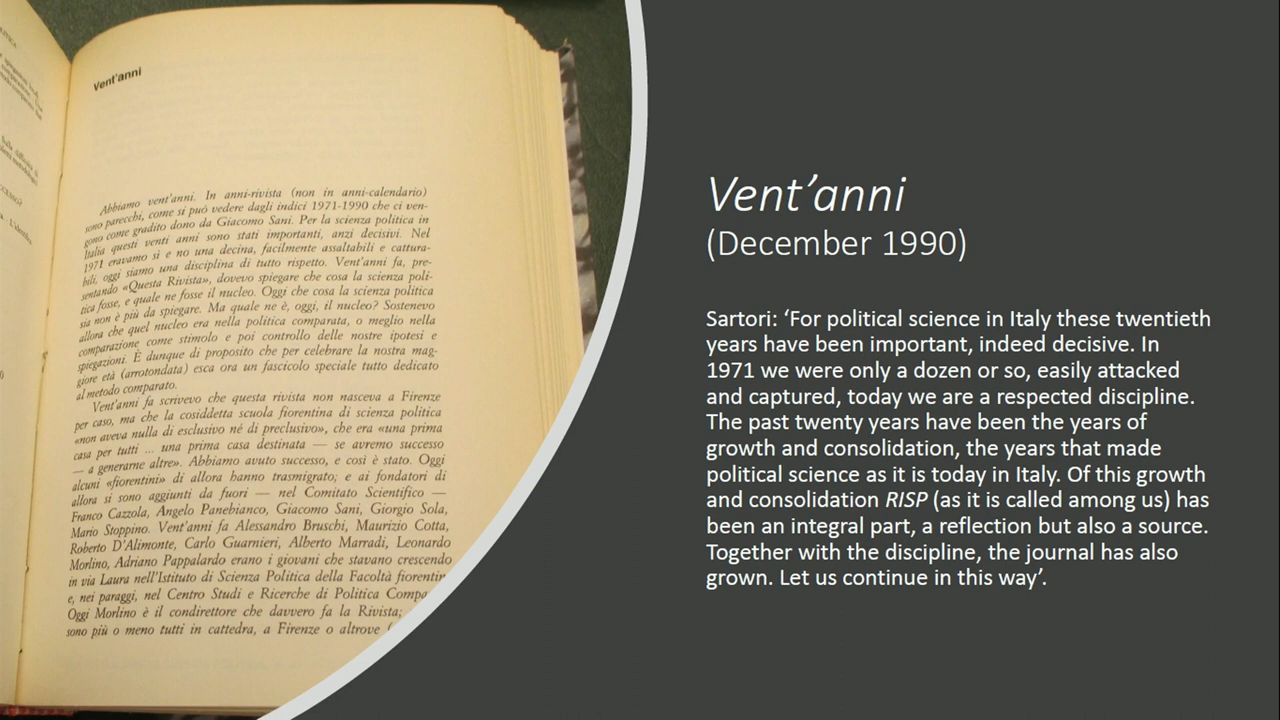 Vent'anni
Abbiamo vent'anni. In anni-rivista (non in anni-calendario)
sono parecchi, come si può vedere dagli indici 1971-1990 che ci ven-
gono come gradito dono da Giacomo Sani. Per la scienza politica in
Italia questi venti anni sono stati importanti, anzi decisivi. Nel
1971 eravamo sì e no una decina, facilmente assaltabili e cattura-
bili, oggi siamo una disciplina di tutto rispetto. Vent'anni fa, pre-
sentando «Questa Rivista», dovevo spiegare che cosa la scienza poli-
tica fosse, e quale ne fosse il nucleo. Oggi che cosa la scienza politica
sia non è più da spiegare. Ma quale ne è, oggi, il nucleo? Sostenevo
allora che quel nucleo era nella politica comparata, o meglio nella
comparazione come stimolo e poi controllo delle nostre ipotesi e
spiegazioni. È dunque di proposito che per celebrare la nostra mag-
giore età (arrotondata) esca ora un fascicolo speciale tutto dedicato
al metodo comparato.
Vent'anni fa scrivevo che questa rivista non nasceva a Firenze
per caso, ma che la cosiddetta scuola fiorentina di scienza politica
«non aveva nulla di esclusivo né di preclusivo», che era «una prima
casa per tutti ... una prima casa destinata — se avremo successo
— a generarne altre». Abbiamo avuto successo, e così è stato. Oggi
alcuni «fiorentini» di allora hanno trasmigrato; e ai fondatori di
allora si sono aggiunti da fuori — nel Comitato Scientifico —
Franco Cazzola, Angelo Panebianco, Giacomo Sani, Giorgio Sola,
Mario Stoppino. Vent'anni fa Alessandro Bruschi, Maurizio Cotta,
Roberto D'Alimonte, Carlo Guarnieri, Alberto Marradi, Leonardo
Morlino, Adriano Pappalardo erano i giovani che stavano crescendo
in via Laura nell'Istituto di Scienza Politica della Facoltà fiorentin
e, nei paraggi, nel Centro Studi e Ricerche di Politica Compa
Oggi Morlino è il condirettore che davvero fa la Rivista;
sono più o meno tutti in cattedra, a Firenze o altrove (
Vent'anni
(December 1990)
Sartori: ‘For political science in Italy these twentieth
years have been important, indeed decisive. In
1971 we were only a dozen or so, easily attacked
and captured, today we are a respected discipline.
The past twenty years have been the years of
growth and consolidation, the years that made
political science as it is today in Italy. Of this growth
and consolidation RISP (as it is called among us) has
been an integral part, a reflection but also a source.
Together with the discipline, the journal has also
grown. Let us continue in this way’.